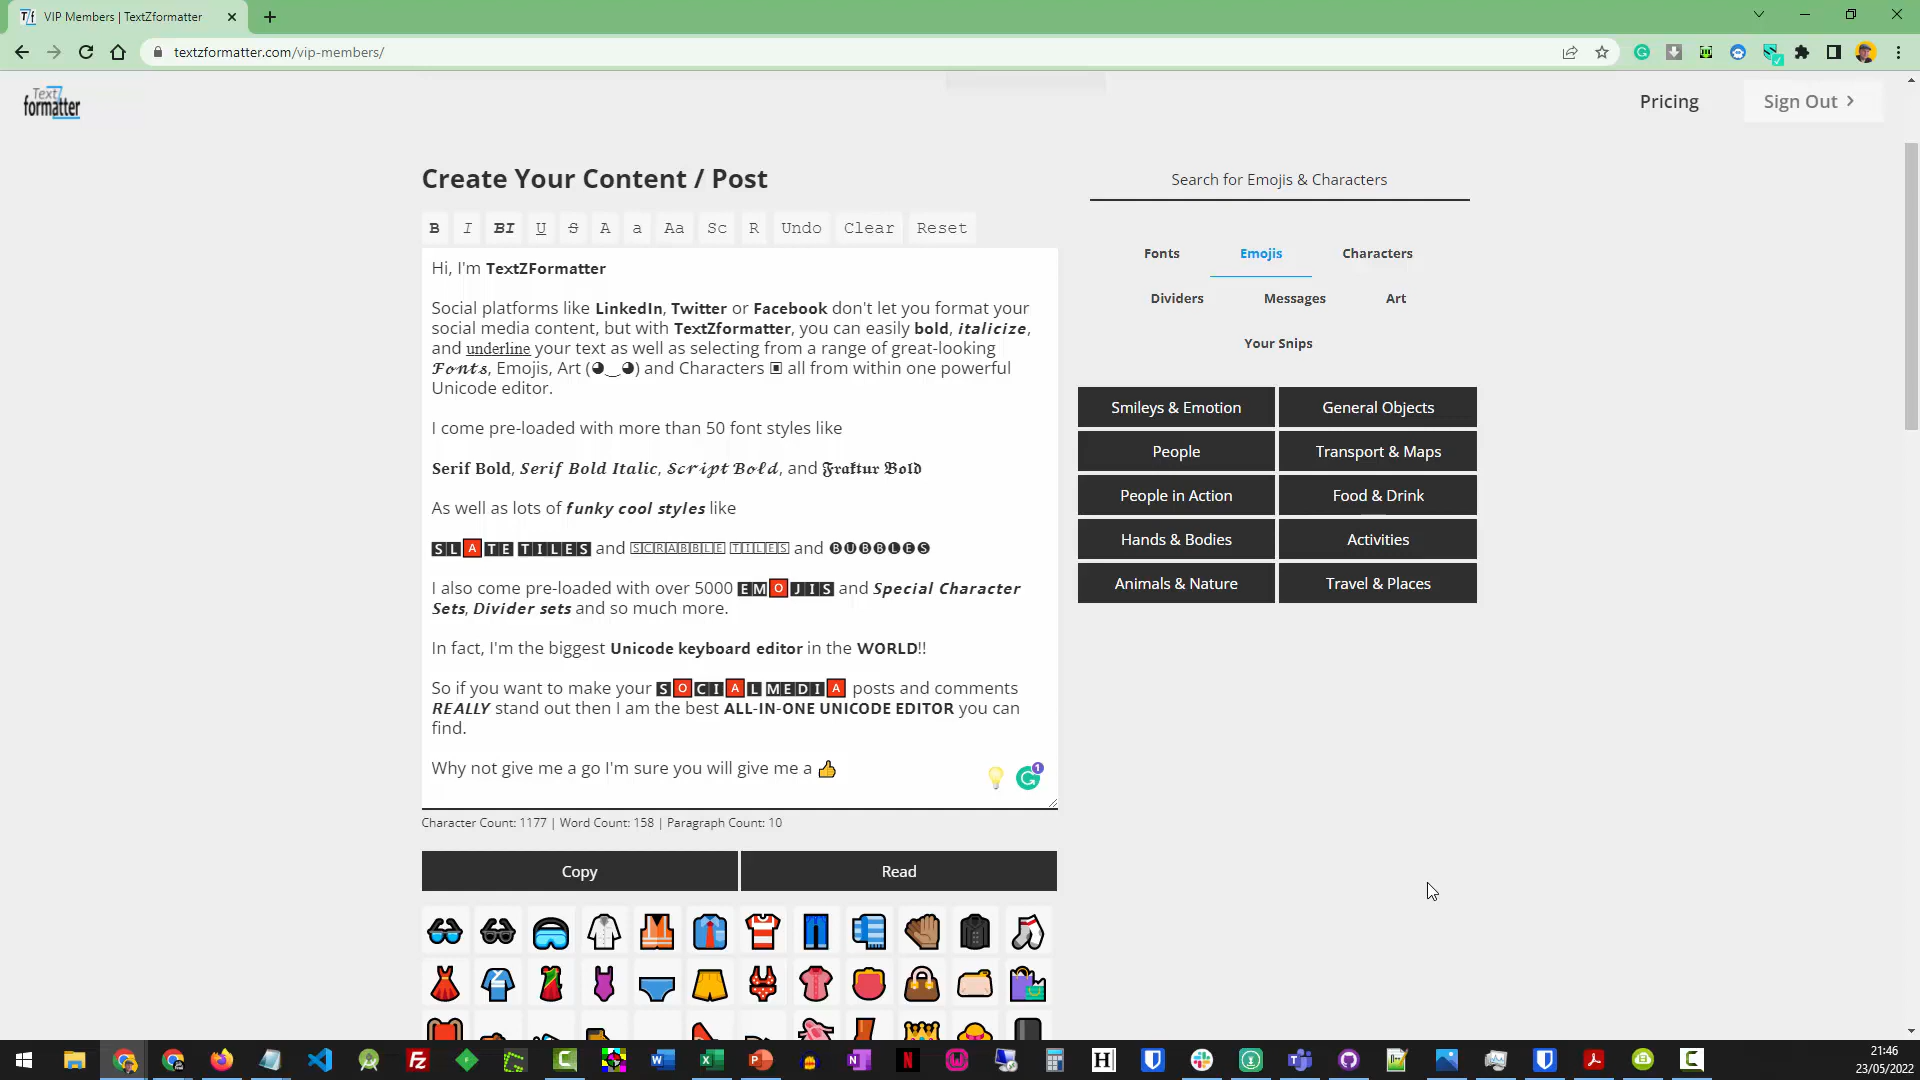 VIP Members | TextZformatter
textzformatter.com/vip-members/
TextZ
formatter
Pricing
Sign Out
Create Your Content / Post
B I BI U S A a Aa Sc R Undo Clear Reset
Hi, I'm TextZFormatter
Social platforms like LinkedIn, Twitter or Facebook don't let you format your
social media content, but with TextZformatter, you can easily bold, italicize,
and underline your text as well as selecting from a range of great-looking
Fonts, Emojis, Art (◕‿◕) and Characters ▣ all from within one powerful
Unicode editor.
I come pre-loaded with more than 50 font styles like
Serif Bold, Serif Bold Italic, Script Bold, and Fraktur Bold
As well as lots of funky cool styles like
SLATE TILES and SCRABBLE TILES and BUBBLES
I also come pre-loaded with over 5000 EMOJIS and Special Character
Sets, Divider sets and so much more.
In fact, I'm the biggest Unicode keyboard editor in the WORLD!!
So if you want to make your SOCIAL MEDIA posts and comments
REALLY stand out then I am the best ALL-IN-ONE UNICODE EDITOR you can
find.
Why not give me a go I'm sure you will give me a 👍
1
Character Count: 1177 | Word Count: 158 | Paragraph Count: 10
Copy
Read
Search for Emojis & Characters
Fonts Emojis Characters
Dividers Messages Art
Your Snips
Smileys & Emotion General Objects
People Transport & Maps
People in Action Food & Drink
Hands & Bodies Activities
Animals & Nature Travel & Places
21:46
23/05/2022